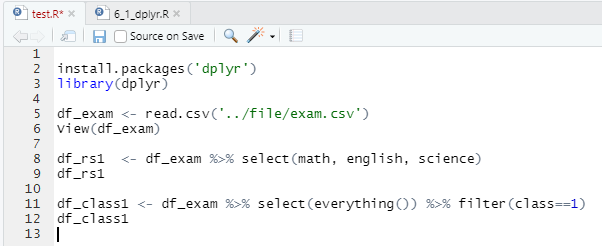 test.R* 6_1_dplyr.R
Source on Save
1
2 install.packages('dplyr')
3 library(dplyr)
4
5 df_exam <- read.csv('../file/exam.csv')
6 View(df_exam)
7
8 df_rs1  <- df_exam %>% select(math, english, science)
9 df_rs1
10
11 df_class1 <- df_exam %>% select(everything()) %>% filter(class==1)
12 df_class1
13